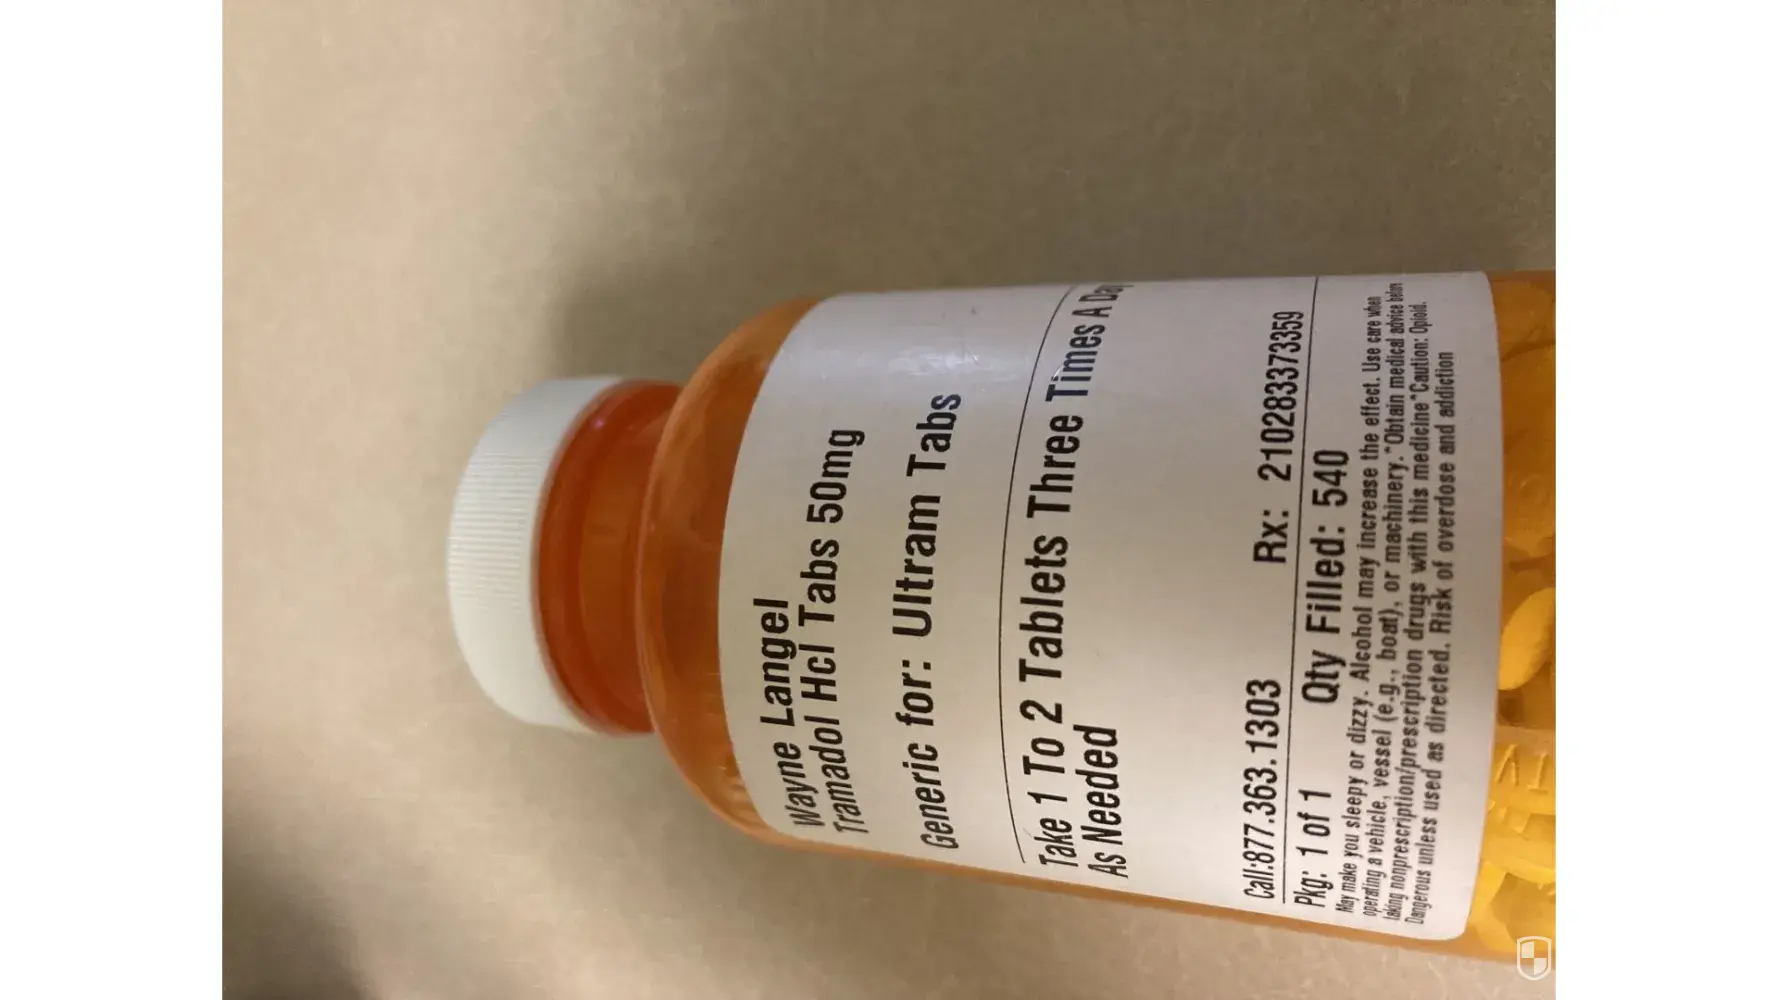 Wayne Langel
Tramadol Hcl Tabs 50mg
Generic for: Ultram Tabs
Take 1 To 2 Tablets Three Times A Day
As Needed
Call:877.363.1303 Rx: 210283373359
Pkg: 1 of 1 Qty Filled: 540
May make you sleepy or dizzy. Alcohol may increase the effect. Use care when
operating a vehicle, vessel (e.g., boat), or machinery.*Obtain medical advice before
taking nonprescription/prescription drugs with this medicine*Caution: Opioid.
Dangerous unless used as directed. Risk of overdose and addiction